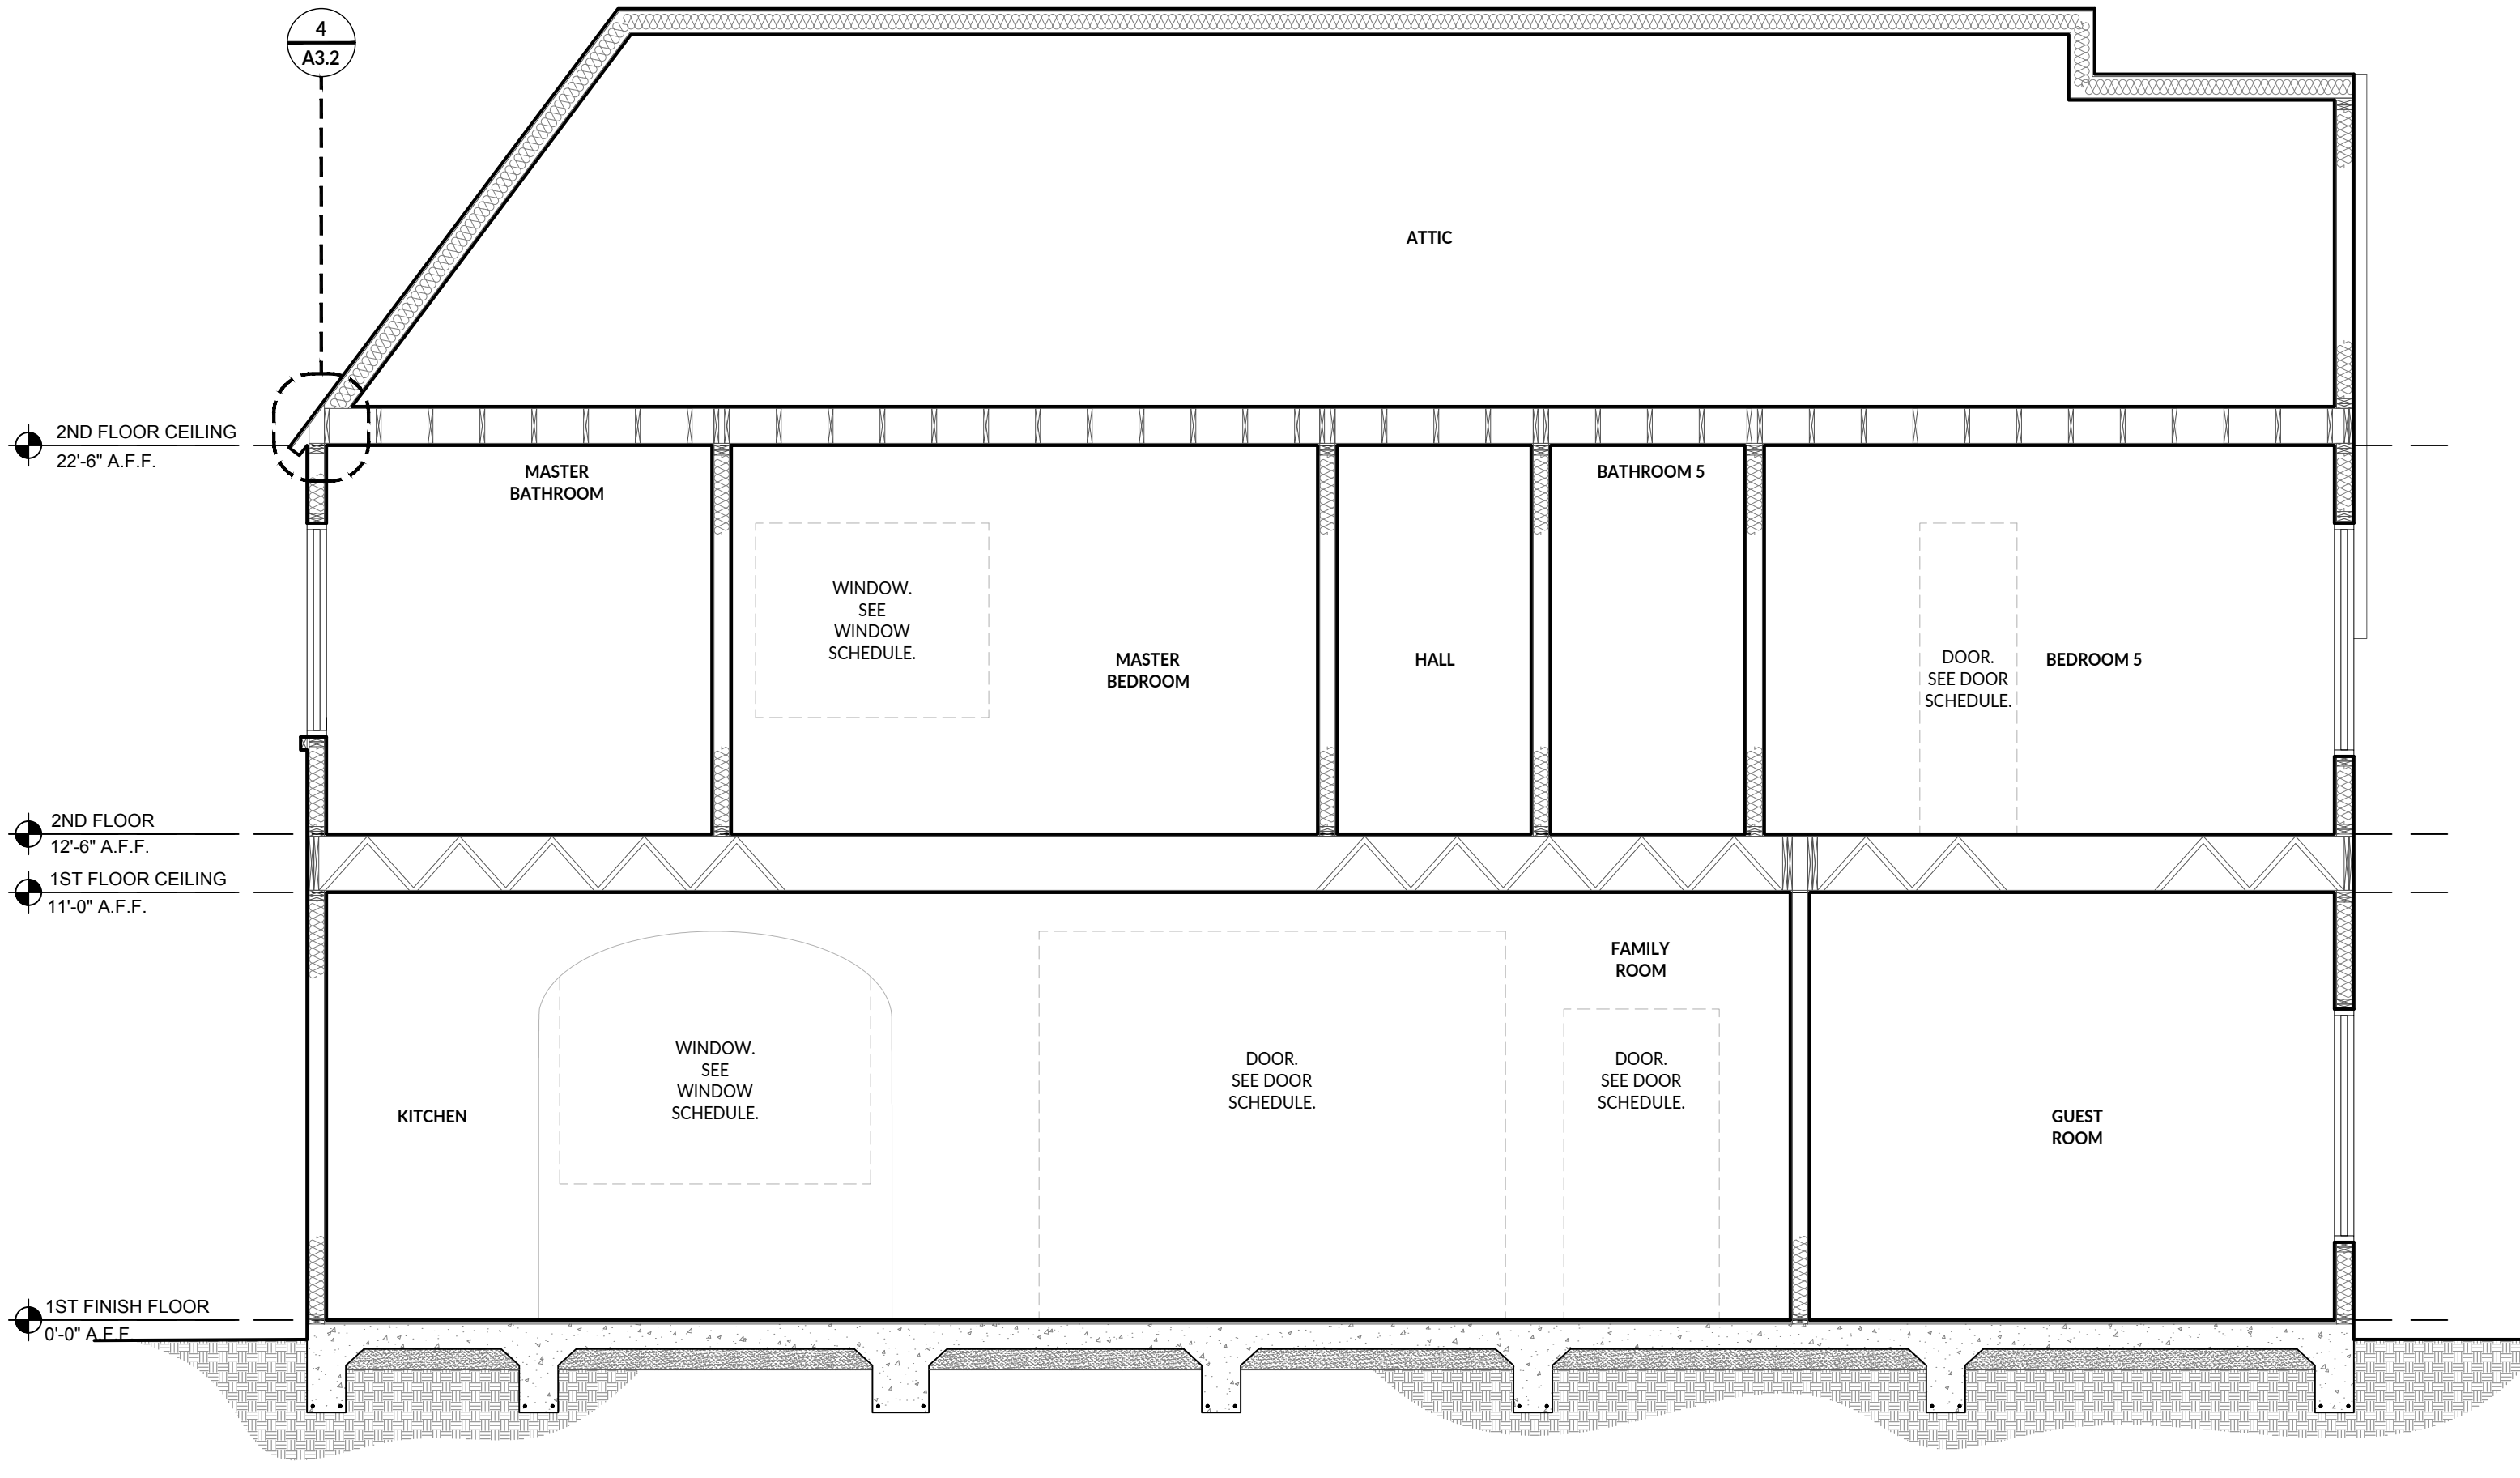 4
A3.2
ATTIC
2ND FLOOR CEILING
22'-6" A.F.F.
MASTER
BATHROOM
BATHROOM 5
WINDOW.
SEE
WINDOW
SCHEDULE.
MASTER
BEDROOM
HALL
DOOR.
SEE DOOR
SCHEDULE.
BEDROOM 5
2ND FLOOR
12'-6" A.F.F.
1ST FLOOR CEILING
11'-0" A.F.F.
FAMILY
ROOM
WINDOW.
SEE
WINDOW
SCHEDULE.
DOOR.
SEE DOOR
SCHEDULE.
DOOR.
SEE DOOR
SCHEDULE.
KITCHEN
GUEST
ROOM
1ST FINISH FLOOR
0'-0" A.F.F.